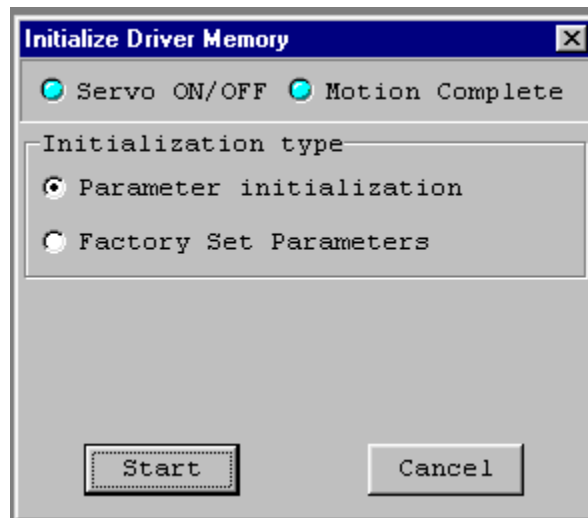 Initialize Driver Memory
Servo ON/OFF Motion Complete
Initialization type
Parameter initialization
Factory Set Parameters
Start Cancel